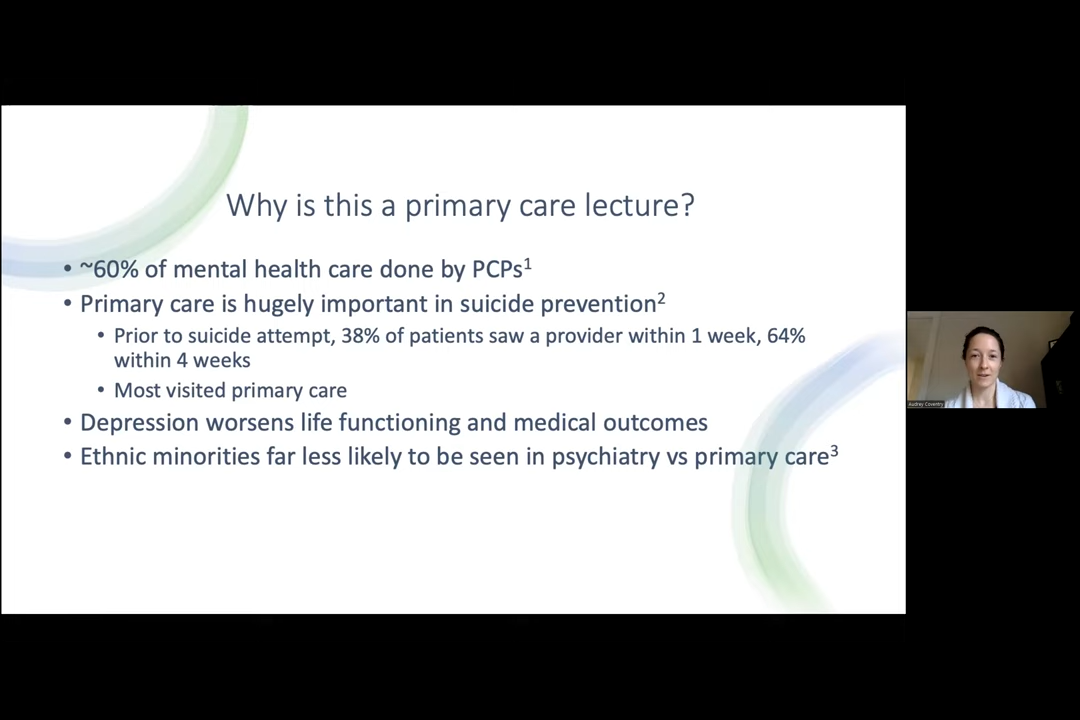 Why is this a primary care lecture?
• ~60% of mental health care done by PCPs¹
• Primary care is hugely important in suicide prevention²
• Prior to suicide attempt, 38% of patients saw a provider within 1 week, 64%
within 4 weeks
• Most visited primary care
• Depression worsens life functioning and medical outcomes
• Ethnic minorities far less likely to be seen in psychiatry vs primary care³
Audrey Coventry